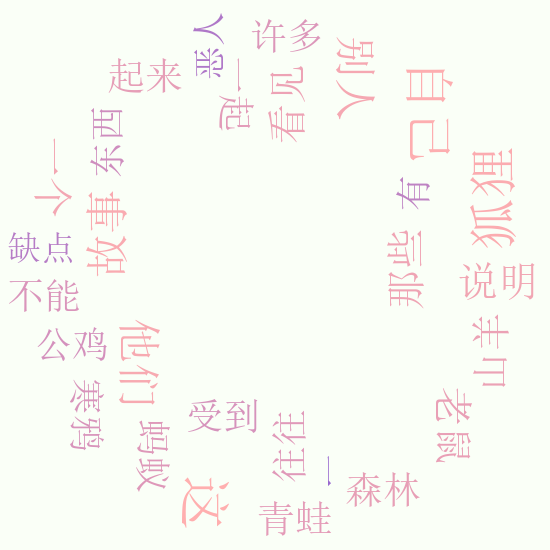 恶人
许多
别人
起来
一起
看见
自己
东西
一个
故事
有
狐狸
缺点
那些
不能
说明
公鸡
他们
山羊
寒鸦
蚂蚁
受到
往往
老鼠
一
森林
这
青蛙